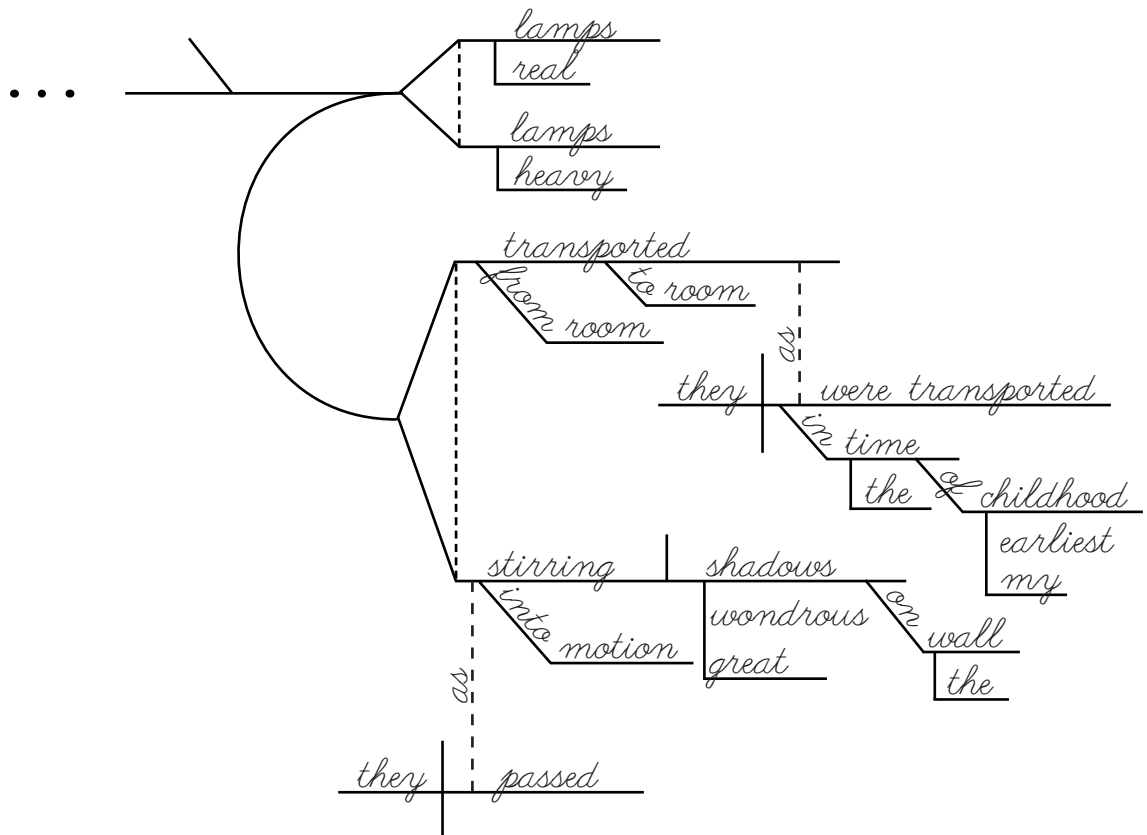 lamps
real
lamps
heavy
transported
from room
to room
as
they were transported
in time
the
of childhood
earliest
my
stirring shadows
into motion
wondrous
great
on wall
the
as
they passed